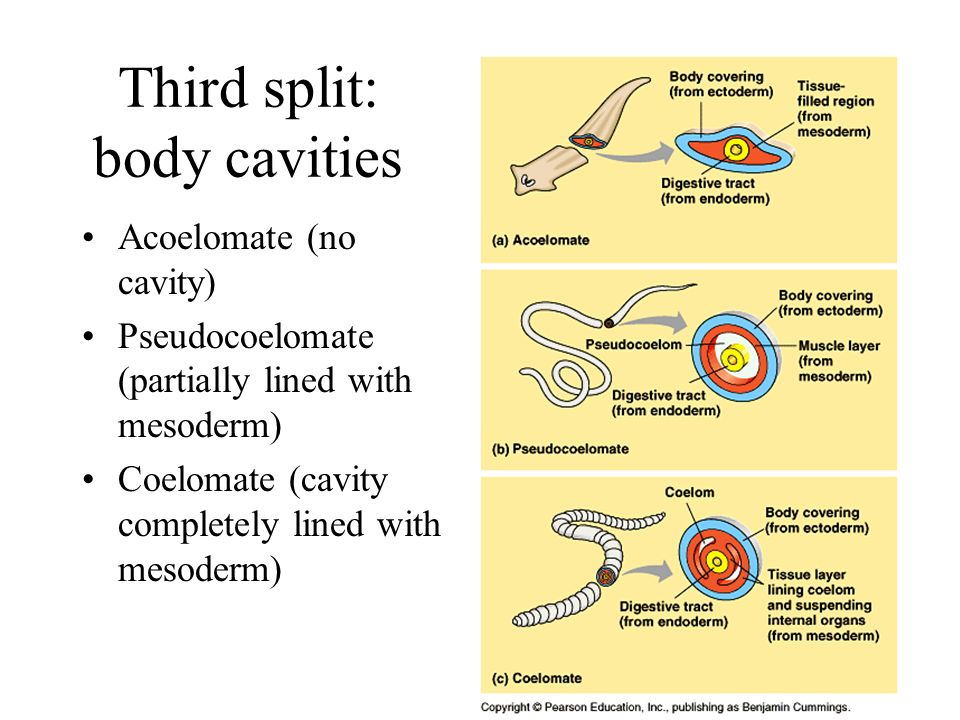 Third split:
body cavities
• Acoelomate (no
cavity)
• Pseudocoelomate
(partially lined with
mesoderm)
• Coelomate (cavity
completely lined with
mesoderm)
Body covering
(from ectoderm)
Tissue-
filled region
(from
mesoderm)
Digestive tract
(from endoderm)
(a) Acoelomate
Body covering
(from ectoderm)
Pseudocoelom
Muscle layer
(from
mesoderm)
Digestive tract
(from endoderm)
(b) Pseudocoelomate
Coelom
Body covering
(from ectoderm)
Tissue layer
lining coelom
and suspending
internal organs
(from mesoderm)
Digestive tract
(from endoderm)
(c) Coelomate
Copyright © Pearson Education, Inc., publishing as Benjamin Cummings.